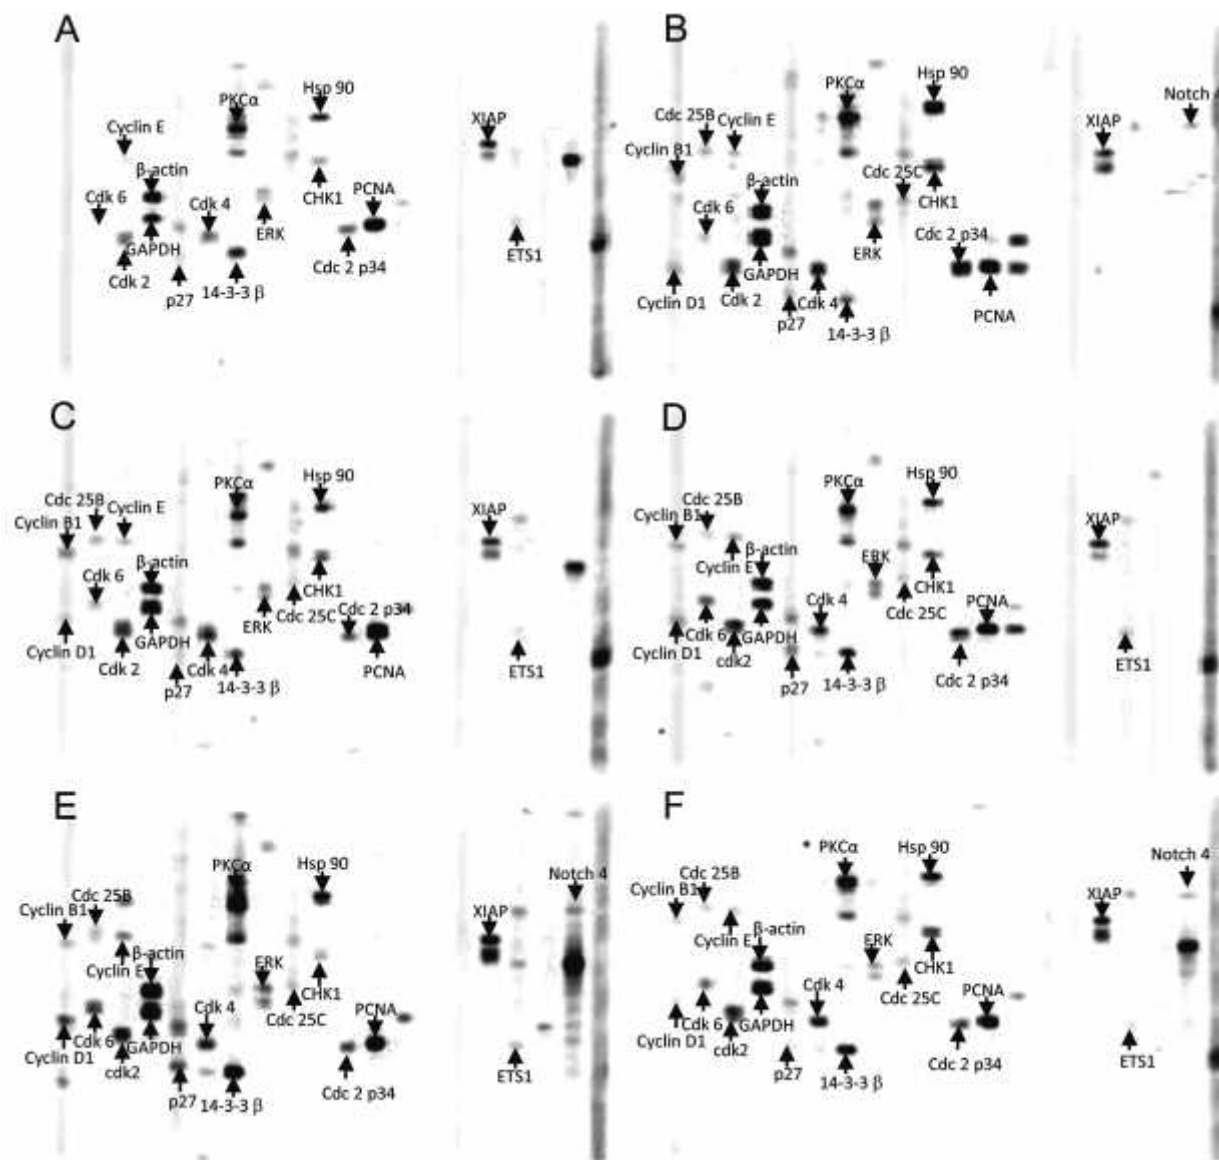 A
Hsp 90
PKCα
Cyclin E
XIAP
β-actin
Cdk 6
Cdk 4
CHK1
PCNA
ERK
GAPDH
Cdk 2
Cdc 2 p34
ETS1
p27
14-3-3 β
B
Hsp 90
PKCα
Notch 4
Cdc 25B
Cyclin E
XIAP
Cyclin B1
Cdc 25C
β-actin
CHK1
Cdk 6
Cdc 2 p34
ERK
GAPDH
Cyclin D1
Cdk 2
p27
Cdk 4
PCNA
14-3-3 β
C
Hsp 90
PKCα
Cdc 25B
Cyclin E
XIAP
Cyclin B1
β-actin
Cdk 6
CHK1
ERK
Cdc 25C
Cdc 2 p34
GAPDH
Cyclin D1
Cdk 2
Cdk 4
PCNA
ETS1
p27
14-3-3 β
D
Hsp 90
PKCα
Cdc 25B
Cyclin B1
XIAP
β-actin
ERK
Cyclin E
Cdk 4
PCNA
Cdc 25C
Cdk 6
GAPDH
Cyclin D1
cdk2
ETS1
p27
14-3-3 β
Cdc 2 p34
E
PKCα
Hsp 90
Notch 4
Cdc 25B
Cyclin B1
XIAP
β-actin
ERK
Cyclin E
CHK1
Cdk 4
PCNA
Cdc 25C
Cdk 6
GAPDH
Cyclin D1
cdk2
ETS1
Cdc 2 p34
p27
14-3-3 β
F
PKCα
Hsp 90
Notch 4
Cdc 25B
Cyclin B1
XIAP
β-actin
ERK
Cyclin E
CHK1
Cdc 25C
Cdk 4
PCNA
Cdk 6
GAPDH
Cyclin D1
cdk2
ETS1
p27
Cdc 2 p34
14-3-3 β